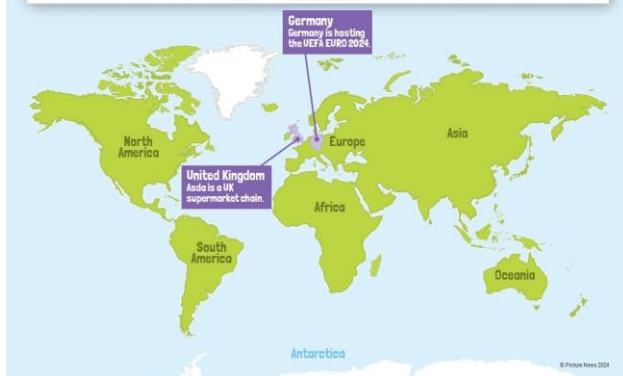 Germany
Germany is hosting
the UEFA EURO 2024.
North
America
Europe
Asia
United Kingdom
Asda is a UK
supermarket chain.
Africa
South
America
Oceania
Antarctica
© Picture News 2024